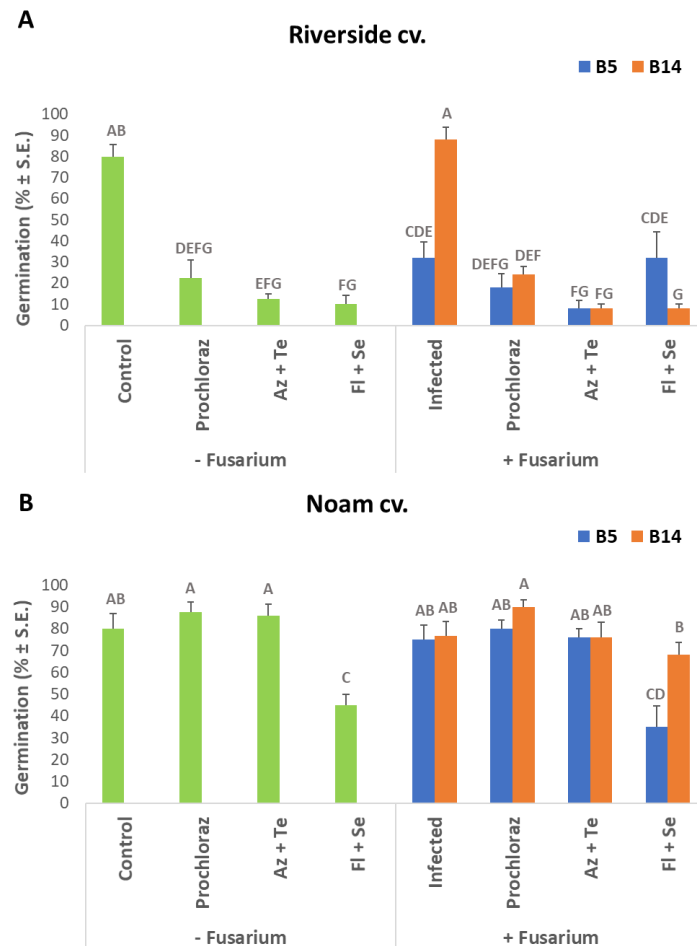 A
Riverside cv.
B5 B14
Germination (% ± S.E.)
100
90
80
70
60
50
40
30
20
10
0
AB
DEFG
EFG
FG
CDE
A
DEFG
DEF
FG FG
CDE
G
Control
Prochloraz
Az + Te
Fl + Se
Infected
Prochloraz
Az + Te
Fl + Se
- Fusarium
+ Fusarium
B
Noam cv.
B5 B14
Germination (% ± S.E.)
100
90
80
70
60
50
40
30
20
10
0
AB
A
A
C
AB AB
AB
A
AB AB
CD
B
Control
Prochloraz
Az + Te
Fl + Se
Infected
Prochloraz
Az + Te
Fl + Se
- Fusarium
+ Fusarium